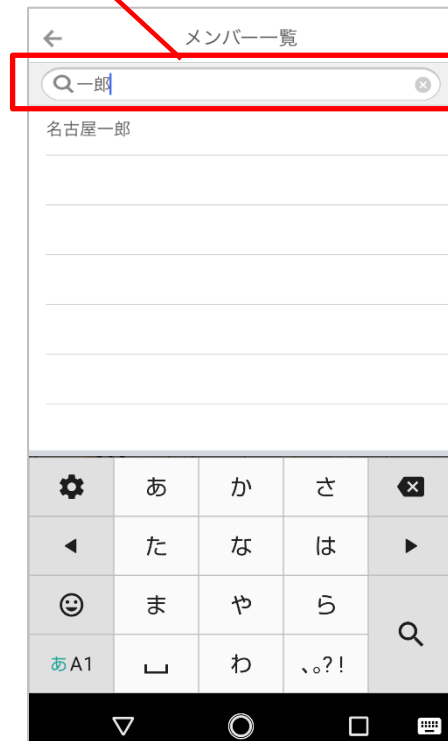 メンバー一覧
一郎
名古屋一郎
あ か さ
た な は
ま や ら
あA1 わ 、。?!